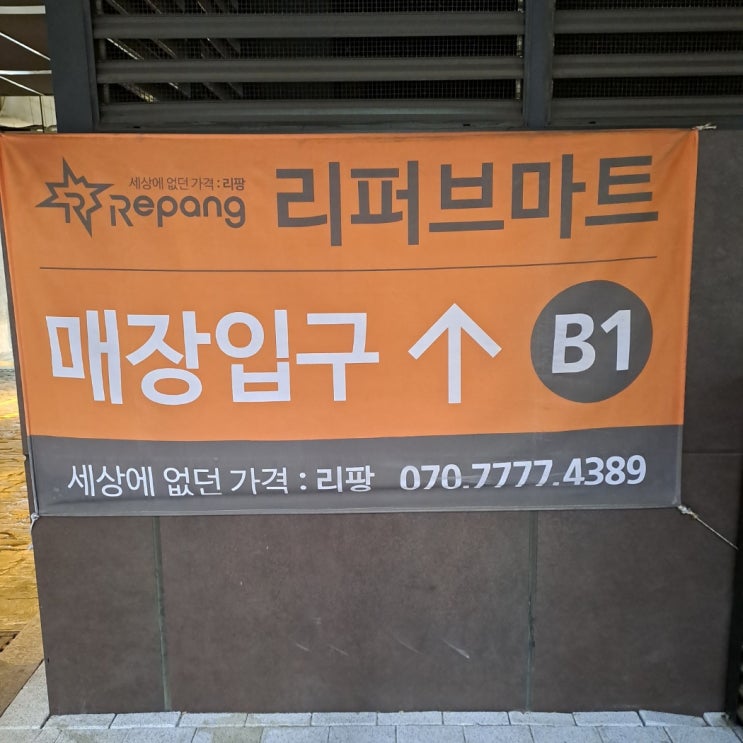 세상에 없던 가격 : 리팡
Repang 리퍼브마트
매장입구 ↑ B1
세상에 없던 가격 : 리팡 070.7777.4389